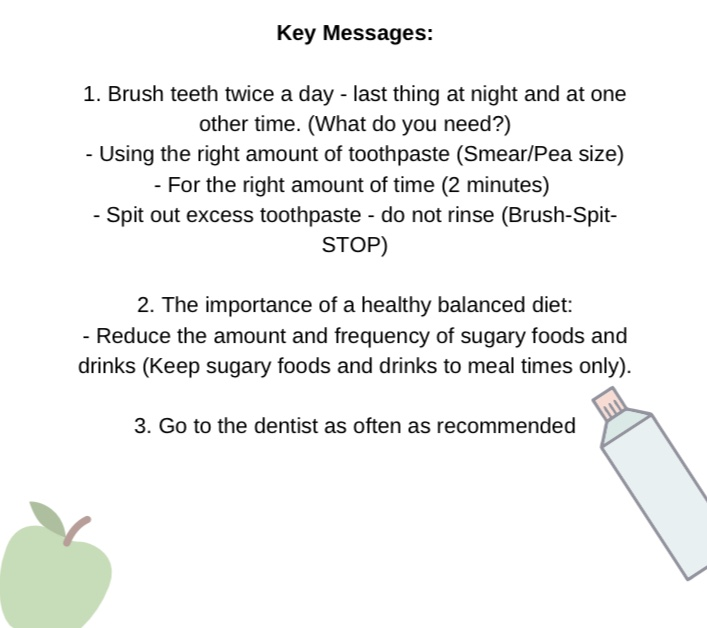 Key Messages:
1. Brush teeth twice a day - last thing at night and at one
other time. (What do you need?)
- Using the right amount of toothpaste (Smear/Pea size)
- For the right amount of time (2 minutes)
- Spit out excess toothpaste - do not rinse (Brush-Spit-
STOP)
2. The importance of a healthy balanced diet:
- Reduce the amount and frequency of sugary foods and
drinks (Keep sugary foods and drinks to meal times only).
3. Go to the dentist as often as recommended